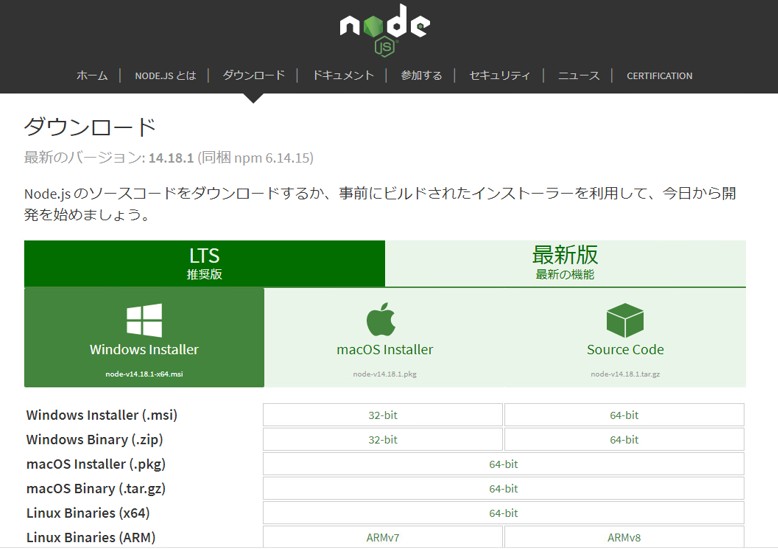 node
JS
ホーム | NODE.JS とは | ダウンロード | ドキュメント | 参加する | セキュリティ | ニュース | CERTIFICATION
ダウンロード
最新のバージョン: 14.18.1 (同梱 npm 6.14.15)
Node.js のソースコードをダウンロードするか、事前にビルドされたインストーラーを利用して、今日から開
発を始めましょう。
LTS
推奨版
最新版
最新の機能
Windows Installer
node-v14.18.1-x64.msi
macOS Installer
node-v14.18.1.pkg
Source Code
node-v14.18.1.tar.gz
Windows Installer (.msi) 32-bit 64-bit
Windows Binary (.zip) 32-bit 64-bit
macOS Installer (.pkg) 64-bit
macOS Binary (.tar.gz) 64-bit
Linux Binaries (x64) 64-bit
Linux Binaries (ARM) ARMv7 ARMv8